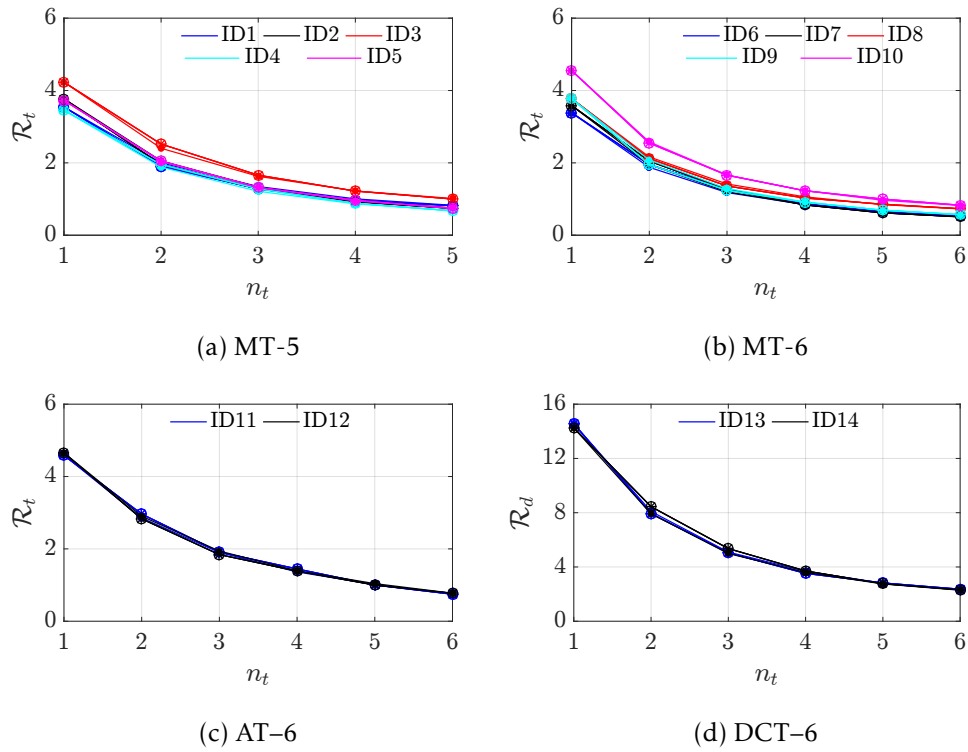 6
4
2
0
ℛt
ID1 ID2 ID3
ID4 ID5
1 2 3 4 5
nt
(a) MT-5
6
4
2
0
ℛt
ID6 ID7 ID8
ID9 ID10
1 2 3 4 5 6
nt
(b) MT-6
6
4
2
0
ℛt
ID11 ID12
1 2 3 4 5 6
nt
(c) AT–6
16
12
8
4
0
ℛd
ID13 ID14
1 2 3 4 5 6
nt
(d) DCT–6